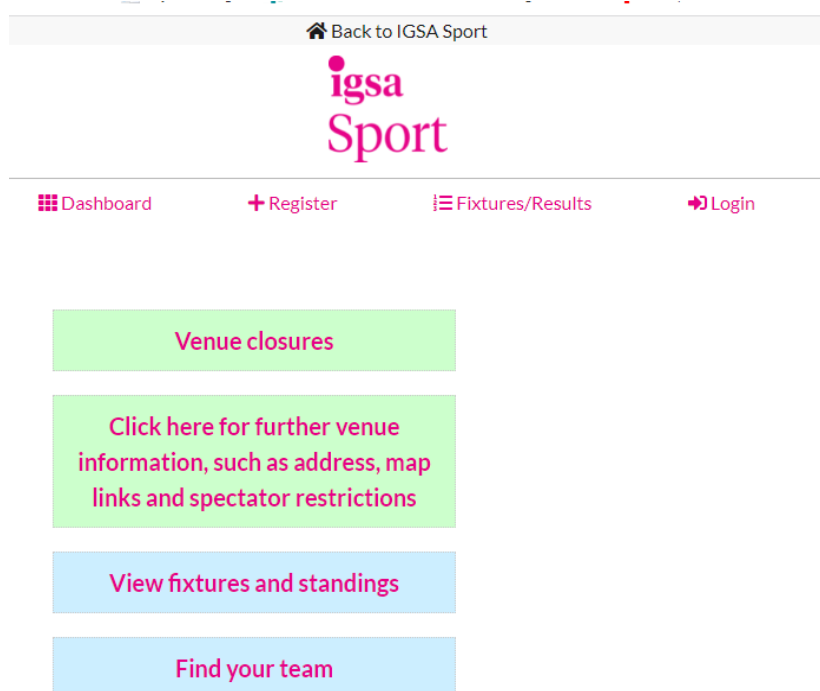 Back to IGSA Sport
igsa
Sport
Dashboard Register Fixtures/Results Login
Venue closures
Click here for further venue
information, such as address, map
links and spectator restrictions
View fixtures and standings
Find your team